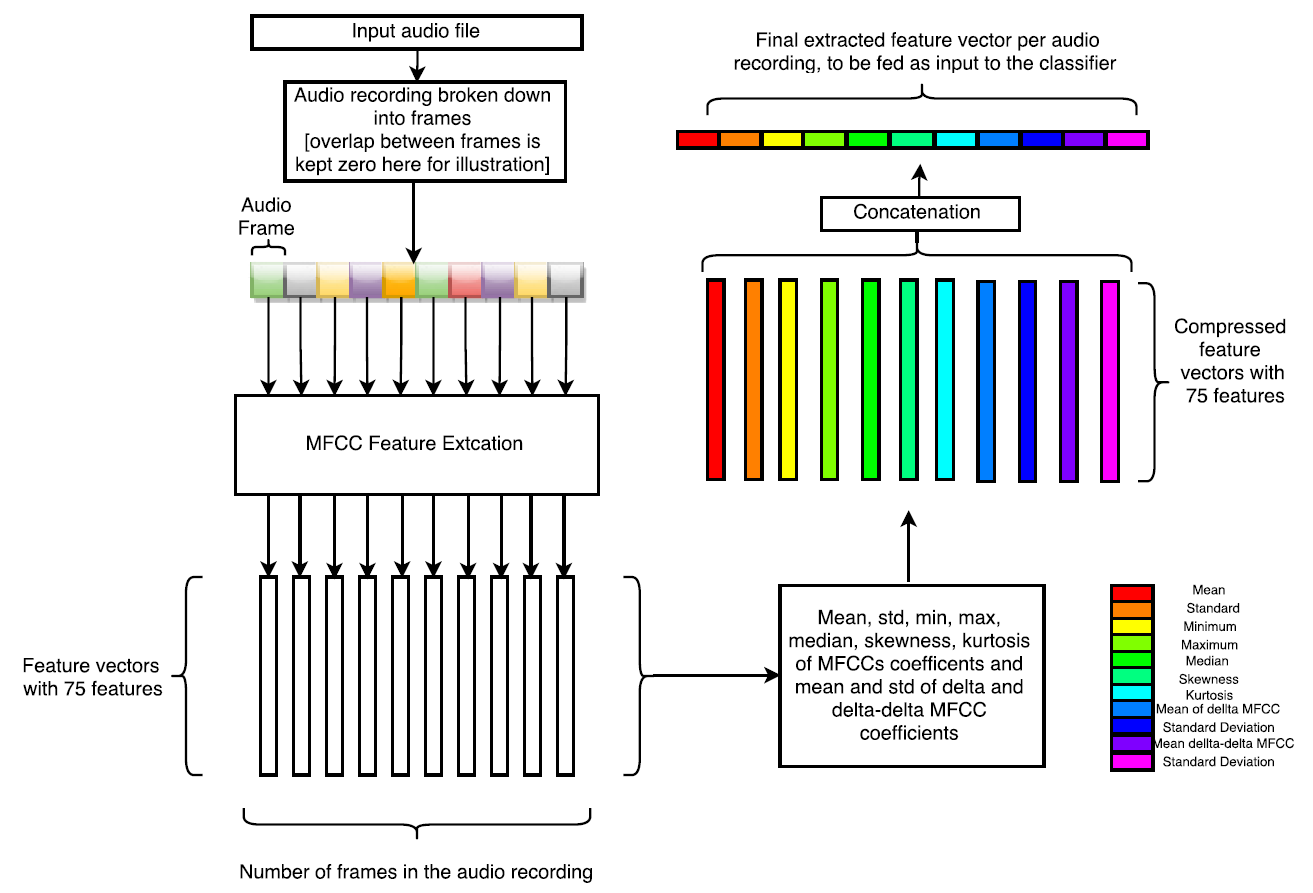 Input audio file
Audio recording broken down
into frames
[overlap between frames is
kept zero here for illustration]
Audio
Frame
MFCC Feature Extcation
Feature vectors
with 75 features
Number of frames in the audio recording
Mean, std, min, max,
median, skewness, kurtosis
of MFCCs coefficents and
mean and std of delta and
delta-delta MFCC
coefficients
Compressed
feature
vectors with
75 features
Concatenation
Final extracted feature vector per audio
recording, to be fed as input to the classifier
Mean
Standard
Minimum
Maximum
Median
Skewness
Kurtosis
Mean of dellta MFCC
Standard Deviation
Mean dellta-delta MFCC
Standard Deviation